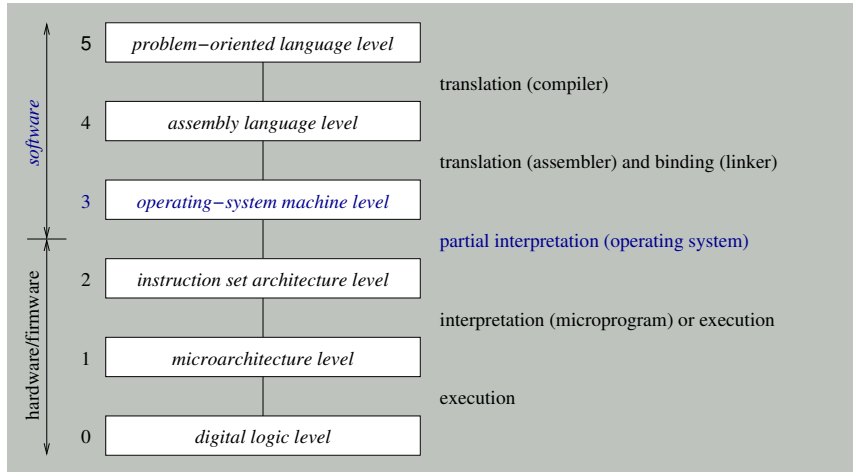 5 problem−oriented language level
translation (compiler)
4 assembly language level
translation (assembler) and binding (linker)
3 operating−system machine level
partial interpretation (operating system)
2 instruction set architecture level
interpretation (microprogram) or execution
1 microarchitecture level
execution
0 digital logic level
software
hardware/firmware